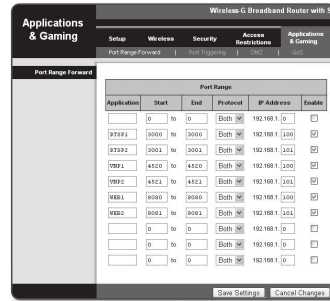 Wireless-G Broadband Router with S
Applications
& Gaming
Setup Wireless Security Access Restrictions Applications & Gaming
Port Range Forward | Port Triggering | DMZ | QoS
Port Range Forward
Port Range
Application Start End Protocol IP Address Enable
0 to 0 Both 192.168.1. 0
RTSP1 3000 to 3000 Both 192.168.1. 100
RTSP2 3001 to 3001 Both 192.168.1. 101
VNP1 4520 to 4520 Both 192.168.1. 100
VNP2 4521 to 4521 Both 192.168.1. 101
WEB1 8080 to 8080 Both 192.168.1. 100
WEB2 8081 to 8081 Both 192.168.1. 101
0 to 0 Both 192.168.1. 0
0 to 0 Both 192.168.1. 0
0 to 0 Both 192.168.1. 0
Save Settings Cancel Changes